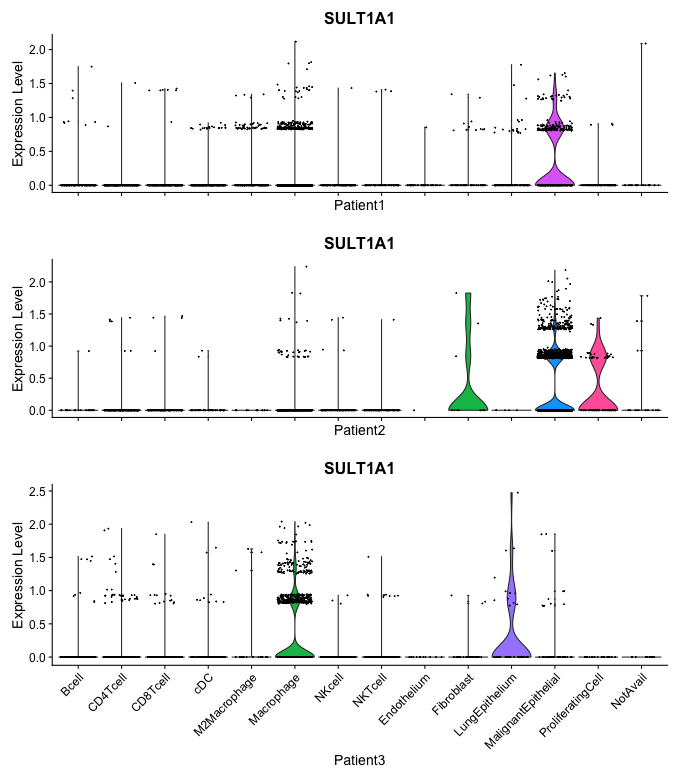 SULT1A1
2.0
1.5
1.0
0.5
0.0
Expression Level
Patient1
SULT1A1
2.0
1.5
1.0
0.5
0.0
Expression Level
Patient2
SULT1A1
2.5
2.0
1.5
1.0
0.5
0.0
Expression Level
Bcell
CD4Tcell
CD8Tcell
cDC
M2Macrophage
Macrophage
NKcell
NKTcell
Endothelium
Fibroblast
LungEpithelium
MalignantEpithelial
ProliferatingCell
NotAvail
Patient3